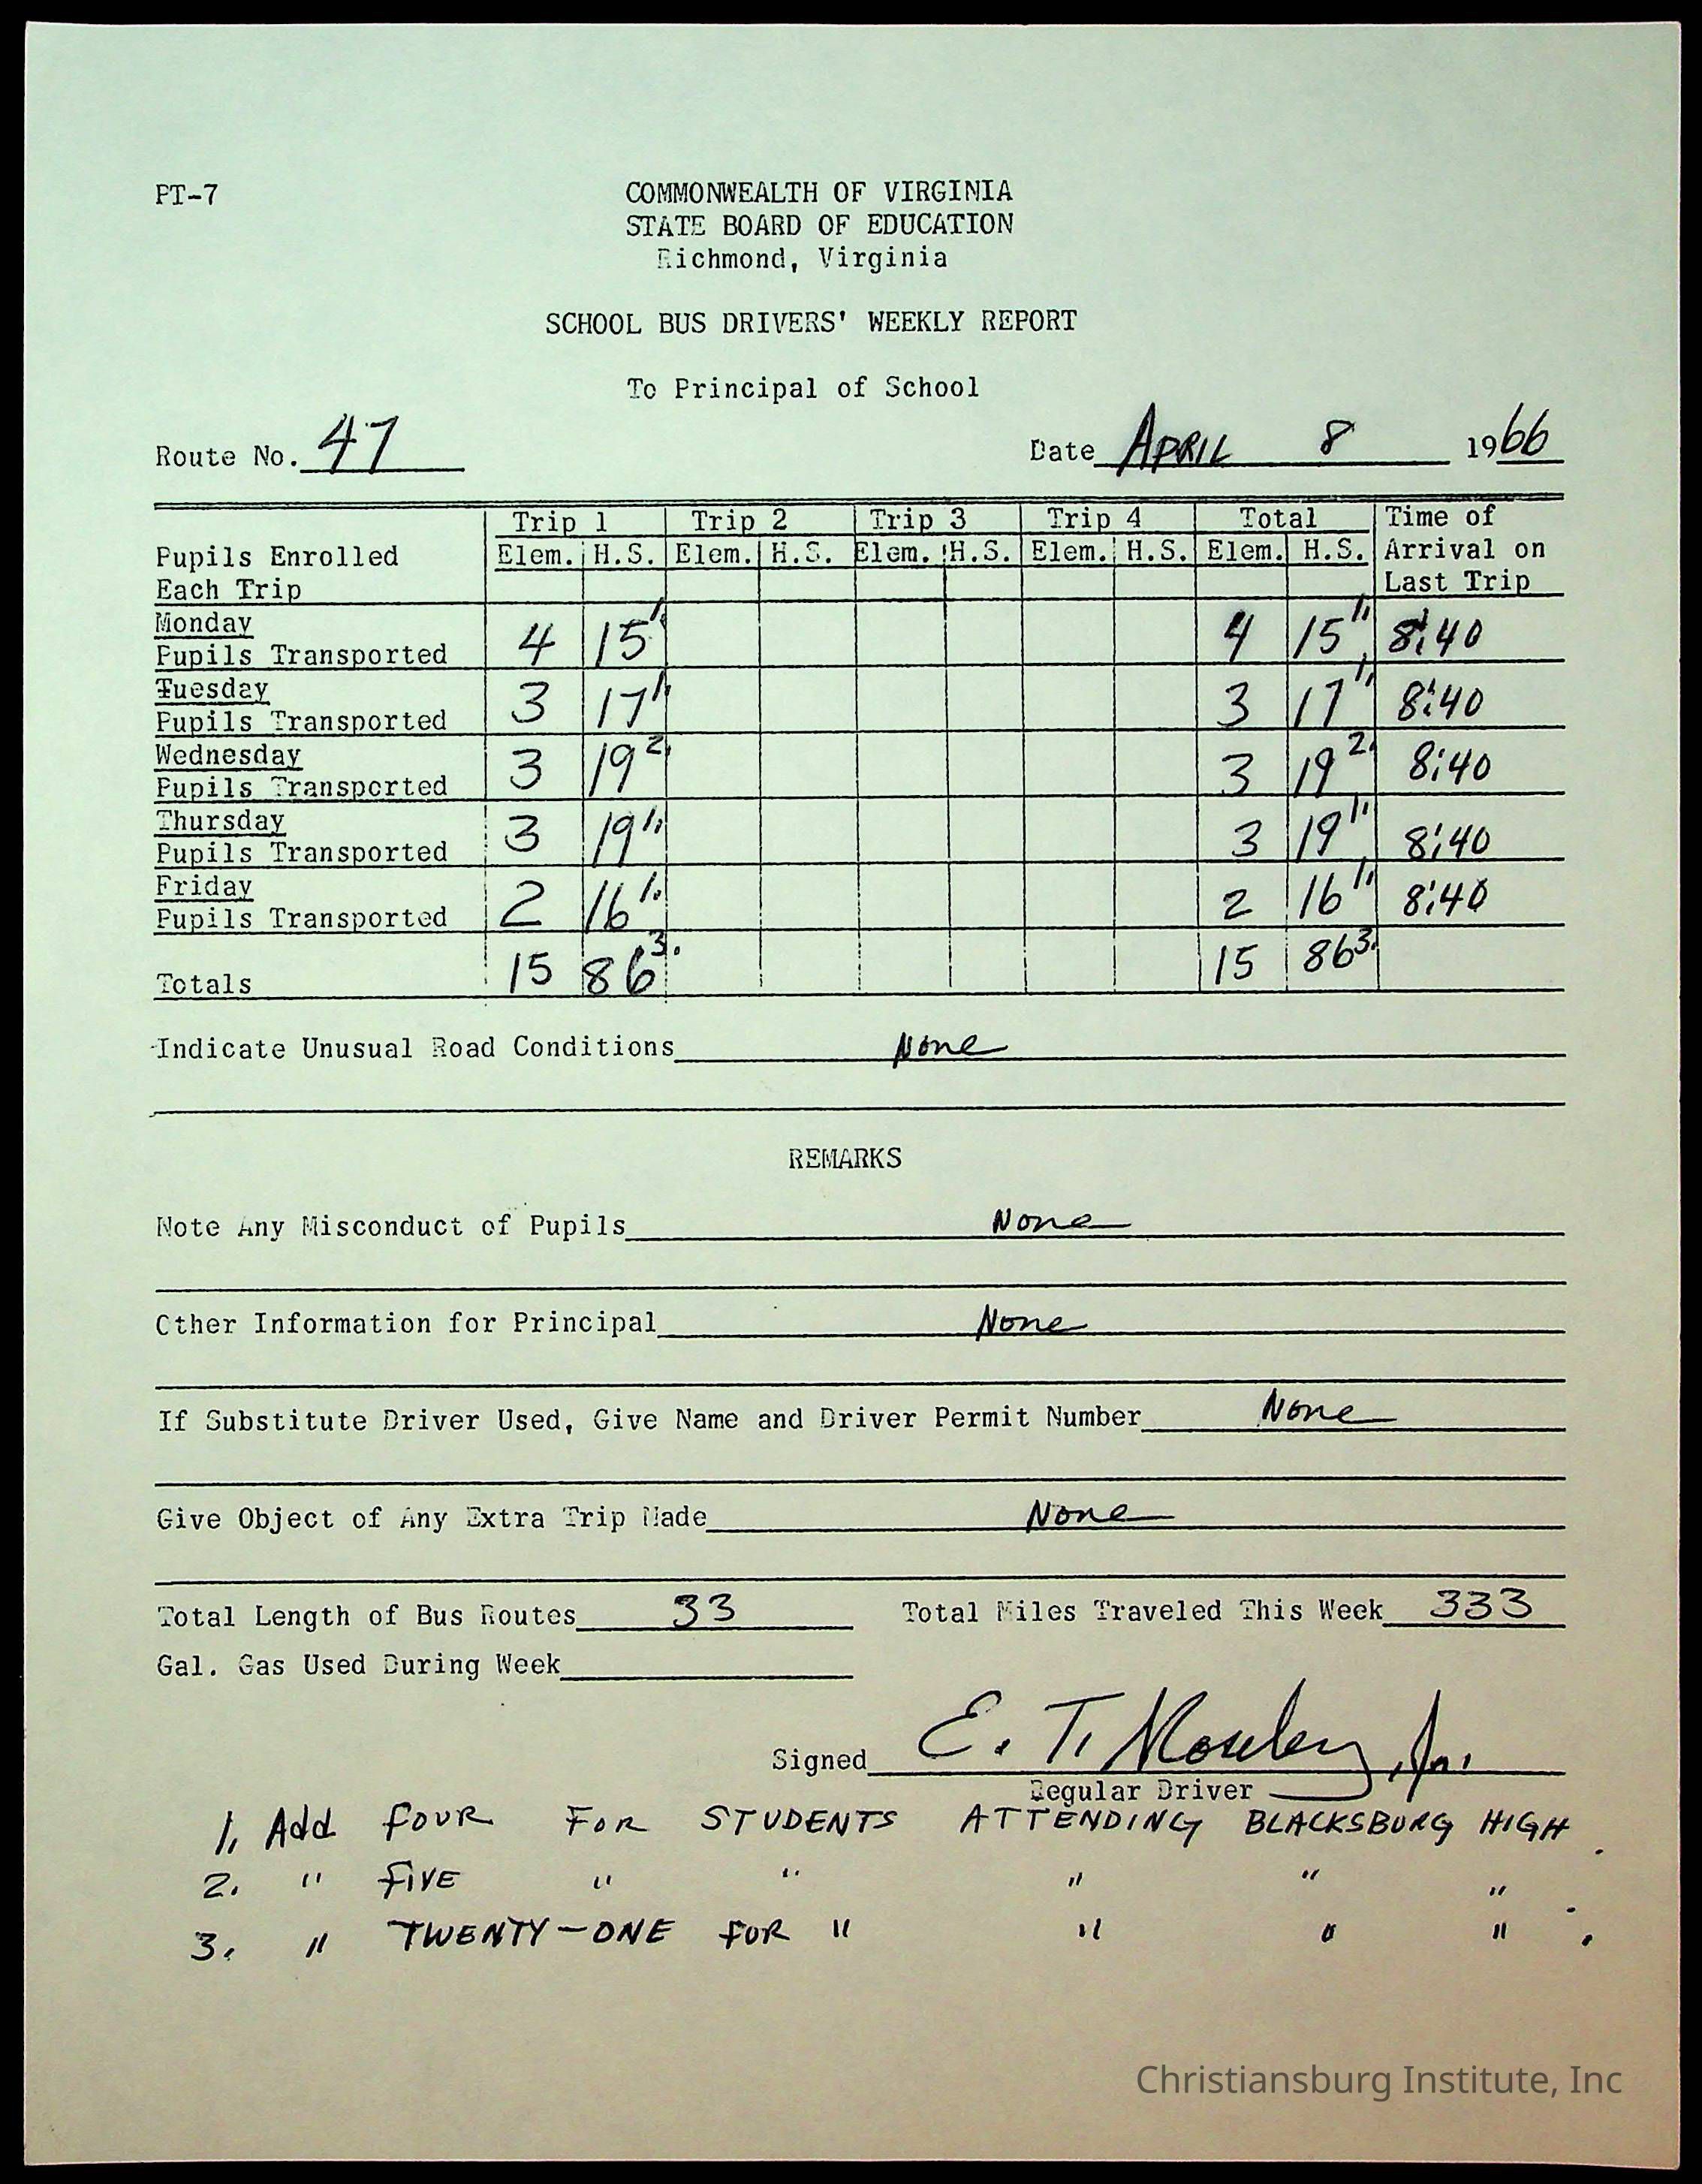 PT-7
COMMONWEALTH OF VIRGINIA
STATE BOARD OF EDUCATION
Richmond, Virginia
SCHOOL BUS DRIVERS' WEEKLY REPORT
To Principal of School
Route No. 47 Date APRIL 8 1966
Trip 1 Trip 2 Trip 3 Trip 4 Total Time of
Pupils Enrolled Elem. H.S. Elem. H.S. Elem. H.S. Elem. H.S. Elem. H.S. Arrival on
Each Trip Last Trip
Monday
Pupils Transported 4 15 1. 4 15 1. 8:40
Tuesday
Pupils Transported 3 17 1. 3 17 1. 8:40
Wednesday
Pupils Transported 3 19 2. 3 19 2. 8:40
Thursday
Pupils Transported 3 19 1. 3 19 1. 8:40
Friday
Pupils Transported 2 16 1. 2 16 1. 8:40
Totals 15 86 3. 15 86 3.
Indicate Unusual Road Conditions None
REMARKS
Note Any Misconduct of Pupils None
Other Information for Principal None
If Substitute Driver Used, Give Name and Driver Permit Number None
Give Object of Any Extra Trip Made None
Total Length of Bus Routes 33 Total Miles Traveled This Week 333
Gal. Gas Used During Week
Signed E. T. Moseley, Jr.
Regular Driver
1. Add four FOR STUDENTS ATTENDING BLACKSBURG HIGH.
2. " five " " " " " .
3. " TWENTY-ONE FOR " " " " .
Christiansburg Institute, Inc